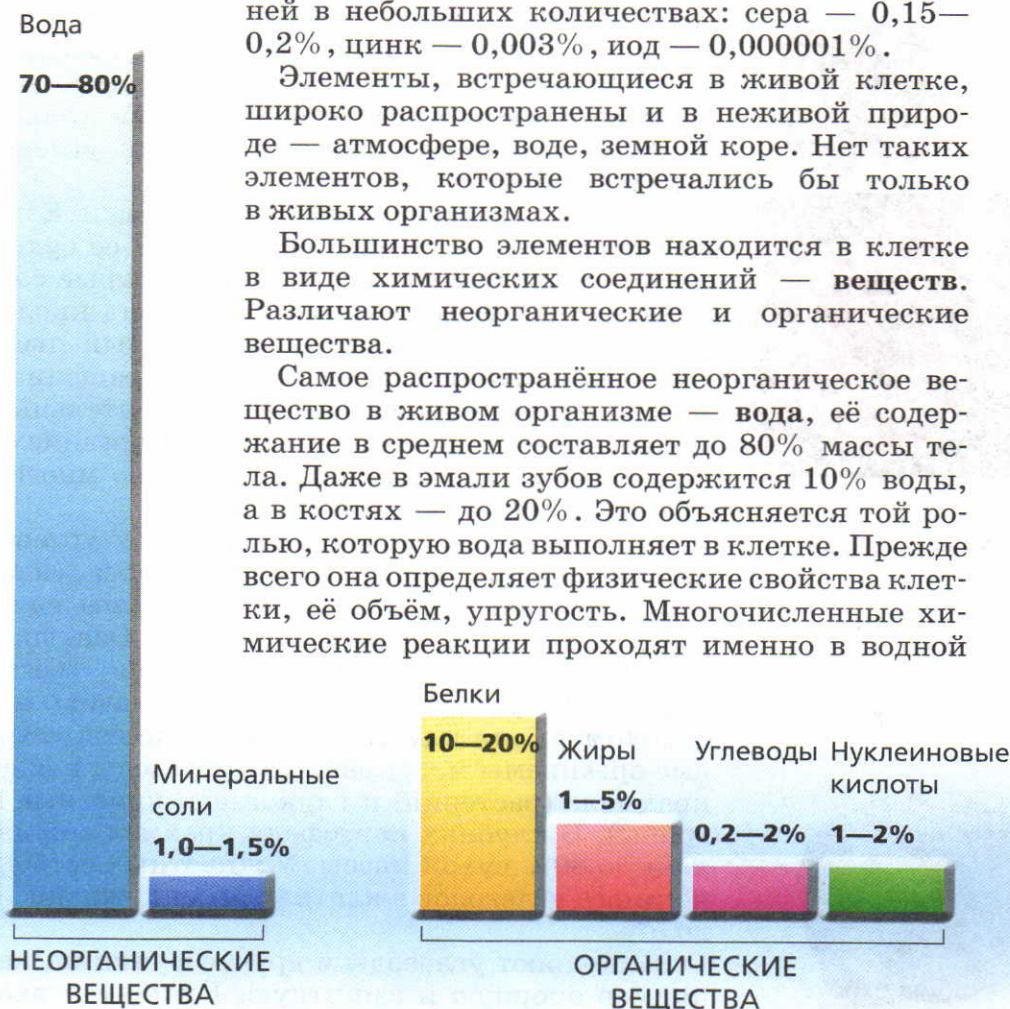 Вода
70—80%
ней в небольших количествах: сера — 0,15—
0,2%, цинк — 0,003%, иод — 0,000001%.
Элементы, встречающиеся в живой клетке,
широко распространены и в неживой приро-
де — атмосфере, воде, земной коре. Нет таких
элементов, которые встречались бы только
в живых организмах.
Большинство элементов находится в клетке
в виде химических соединений — веществ.
Различают неорганические и органические
вещества.
Самое распространённое неорганическое ве-
щество в живом организме — вода, её содер-
жание в среднем составляет до 80% массы те-
ла. Даже в эмали зубов содержится 10% воды,
а в костях — до 20%. Это объясняется той ро-
лью, которую вода выполняет в клетке. Прежде
всего она определяет физические свойства клет-
ки, её объём, упругость. Многочисленные хи-
мические реакции проходят именно в водной
Минеральные
соли
1,0—1,5%
НЕОРГАНИЧЕСКИЕ
ВЕЩЕСТВА
Белки
10—20%
Жиры
1—5%
Углеводы
0,2—2%
Нуклеиновые
кислоты
1—2%
ОРГАНИЧЕСКИЕ
ВЕЩЕСТВА